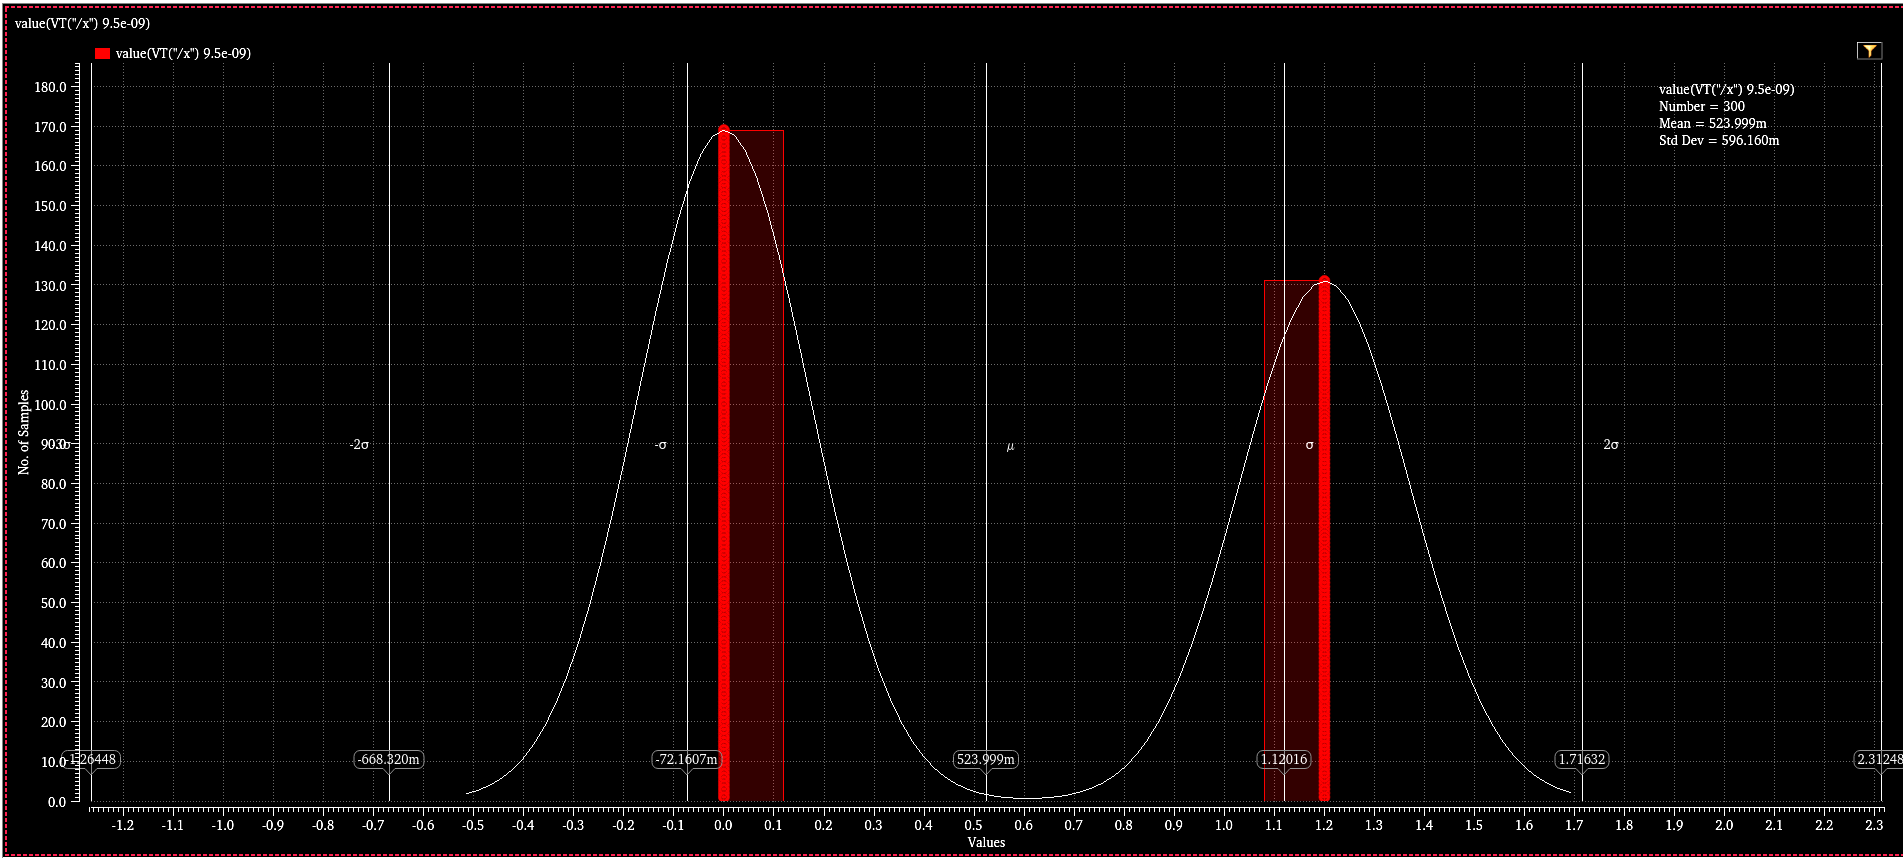 value(VT("/x") 9.5e-09)
value(VT("/x") 9.5e-09)
value(VT("/x") 9.5e-09)
Number = 300
Mean = 523.999m
Std Dev = 596.160m
180.0
170.0
160.0
150.0
140.0
130.0
120.0
110.0
100.0
90.0
80.0
70.0
60.0
50.0
40.0
30.0
20.0
10.0
0.0
No. of Samples
-3σ
-2σ
-σ
μ
σ
2σ
-1.26448
-668.320m
-72.1607m
523.999m
1.12016
1.71632
2.31248
-1.2 -1.1 -1.0 -0.9 -0.8 -0.7 -0.6 -0.5 -0.4 -0.3 -0.2 -0.1 0.0 0.1 0.2 0.3 0.4 0.5 0.6 0.7 0.8 0.9 1.0 1.1 1.2 1.3 1.4 1.5 1.6 1.7 1.8 1.9 2.0 2.1 2.2 2.3
Values